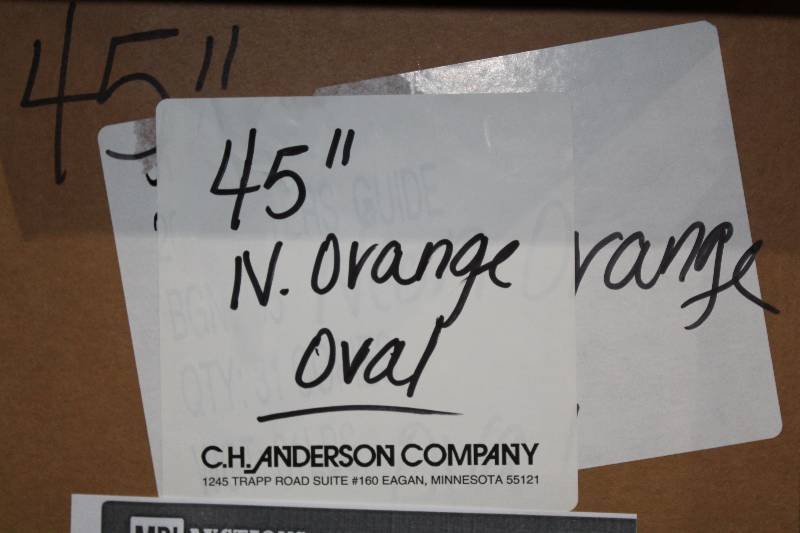 45"
45"
N. Orange
Oval
range
C.H. ANDERSON COMPANY
1245 TRAPP ROAD SUITE #160 EAGAN, MINNESOTA 55121